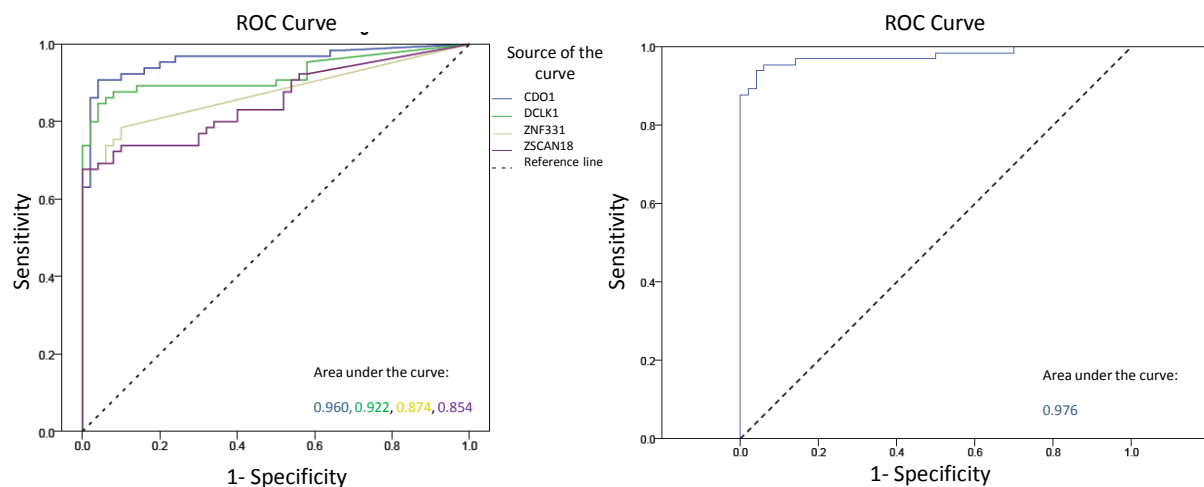 ROC Curve
Source of the
curve
CDO1
DCLK1
ZNF331
ZSCAN18
Reference line
Sensitivity
1.0
0.8
0.6
0.4
0.2
0.0
Area under the curve:
0.960, 0.922, 0.874, 0.854
0.0 0.2 0.4 0.6 0.8 1.0
1- Specificity
ROC Curve
Sensitivity
1.0
0.8
0.6
0.4
0.2
0.0
Area under the curve:
0.976
0.0 0.2 0.4 0.6 0.8 1.0
1- Specificity